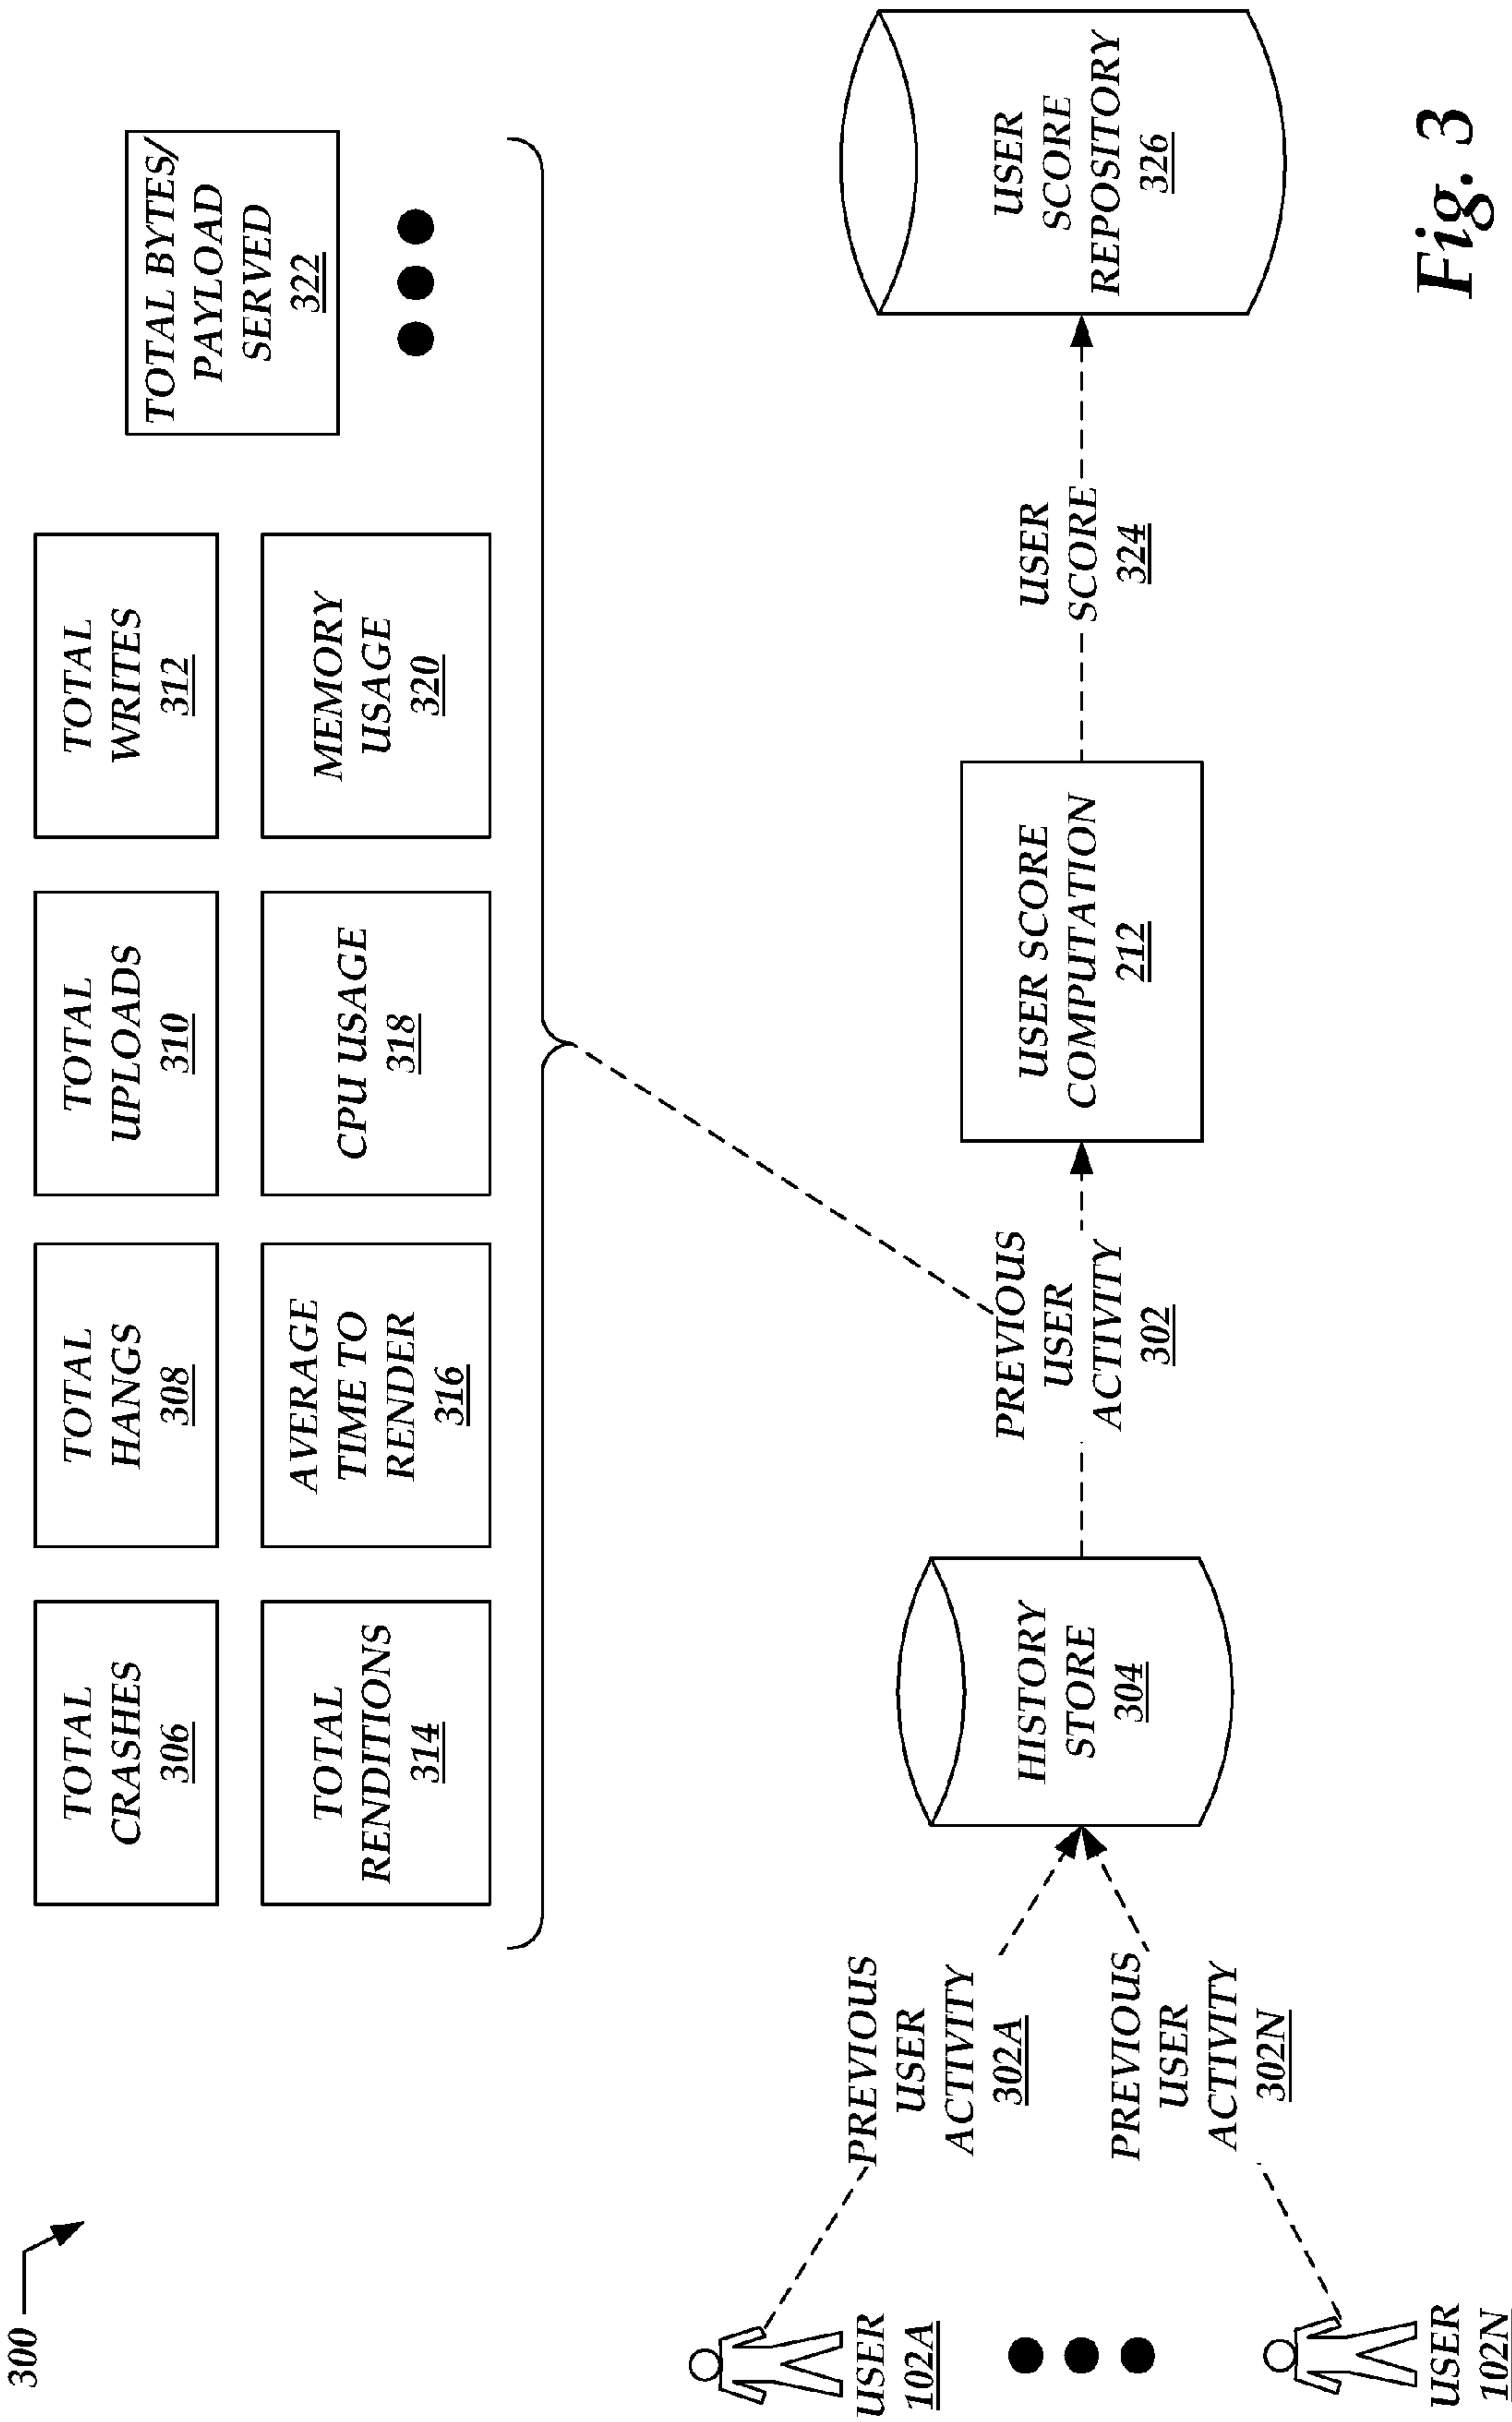 300
TOTAL
CRASHES
306
TOTAL
HANGS
308
TOTAL
UPLOADS
310
TOTAL
WRITES
312
TOTAL
RENDITIONS
314
AVERAGE
TIME TO
RENDER
316
CPU USAGE
318
MEMORY
USAGE
320
TOTAL BYTES/
PAYLOAD
SERVED
322
USER
102A
PREVIOUS
USER
ACTIVITY
302A
USER
102N
PREVIOUS
USER
ACTIVITY
302N
HISTORY
STORE
304
PREVIOUS
USER
ACTIVITY
302
USER SCORE
COMPUTATION
212
USER
SCORE
324
USER
SCORE
REPOSITORY
326
Fig. 3